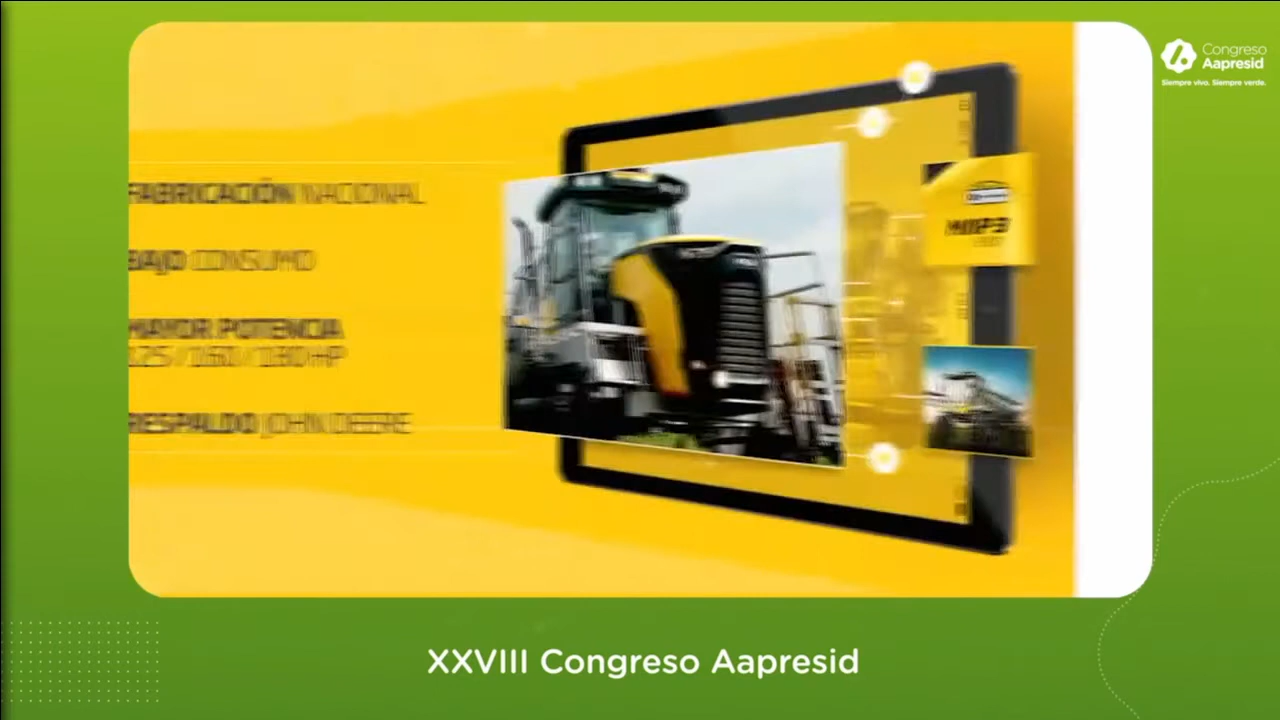 Congreso
Aapresid
Siempre vivo. Siempre verde.
FABRICACIÓN NACIONAL
BAJO CONSUMO
MAYOR POTENCIA
RESPALDO JOHN DEERE
XXVIII Congreso Aapresid